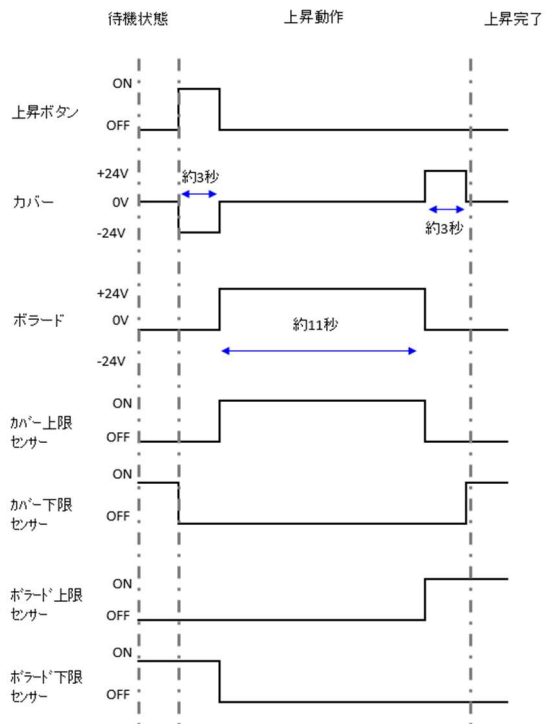 待機状態
上昇動作
上昇完了
上昇ボタン
ON
OFF
カバー
+24V
0V
-24V
約3秒
約3秒
ボラード
+24V
0V
-24V
約11秒
ｶﾊﾞｰ上限
ｾﾝｻｰ
ON
OFF
ｶﾊﾞｰ下限
ｾﾝｻｰ
ON
OFF
ﾎﾞﾗｰﾄﾞ上限
ｾﾝｻｰ
ON
OFF
ﾎﾞﾗｰﾄﾞ下限
ｾﾝｻｰ
ON
OFF